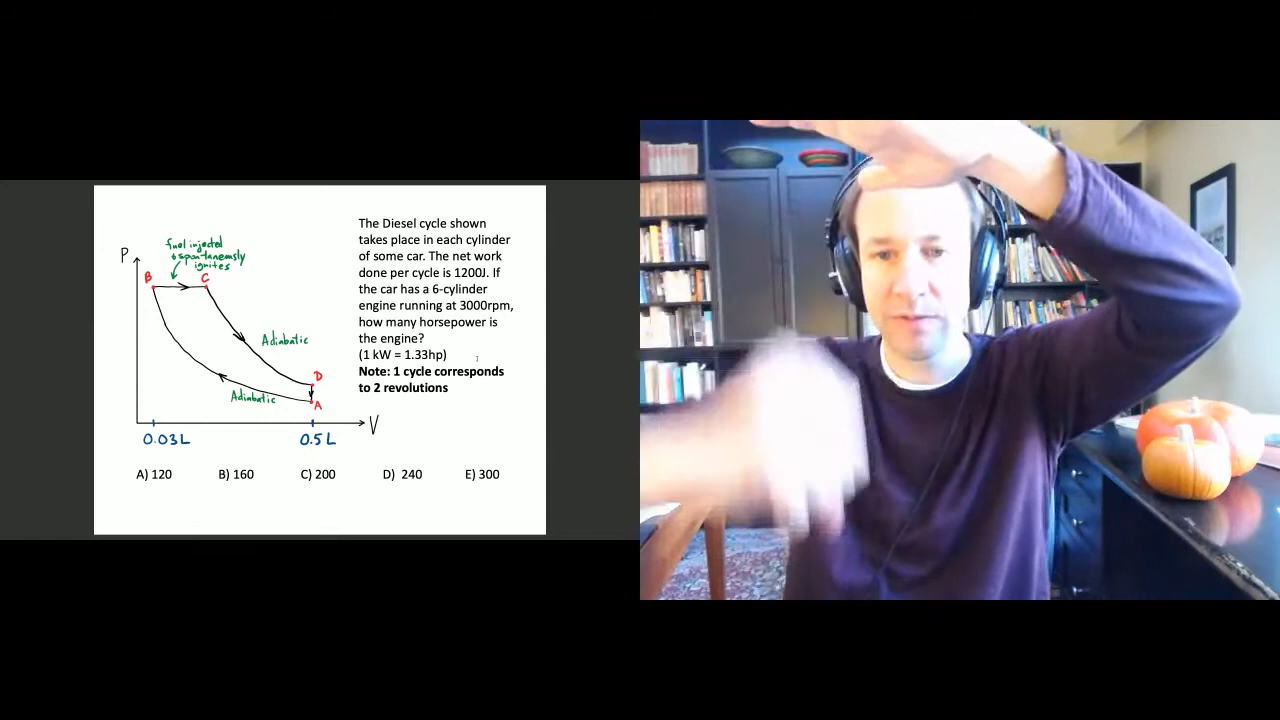 P
fuel injected
& spontanemsly
ignites
B
C
Adiabatic
D
Adiabatic
A
V
0.03L
0.5 L
The Diesel cycle shown
takes place in each cylinder
of some car. The net work
done per cycle is 1200J. If
the car has a 6-cylinder
engine running at 3000rpm,
how many horsepower is
the engine?
(1 kW = 1.33hp)
Note: 1 cycle corresponds
to 2 revolutions
A) 120
B) 160
C) 200
D) 240
E) 300